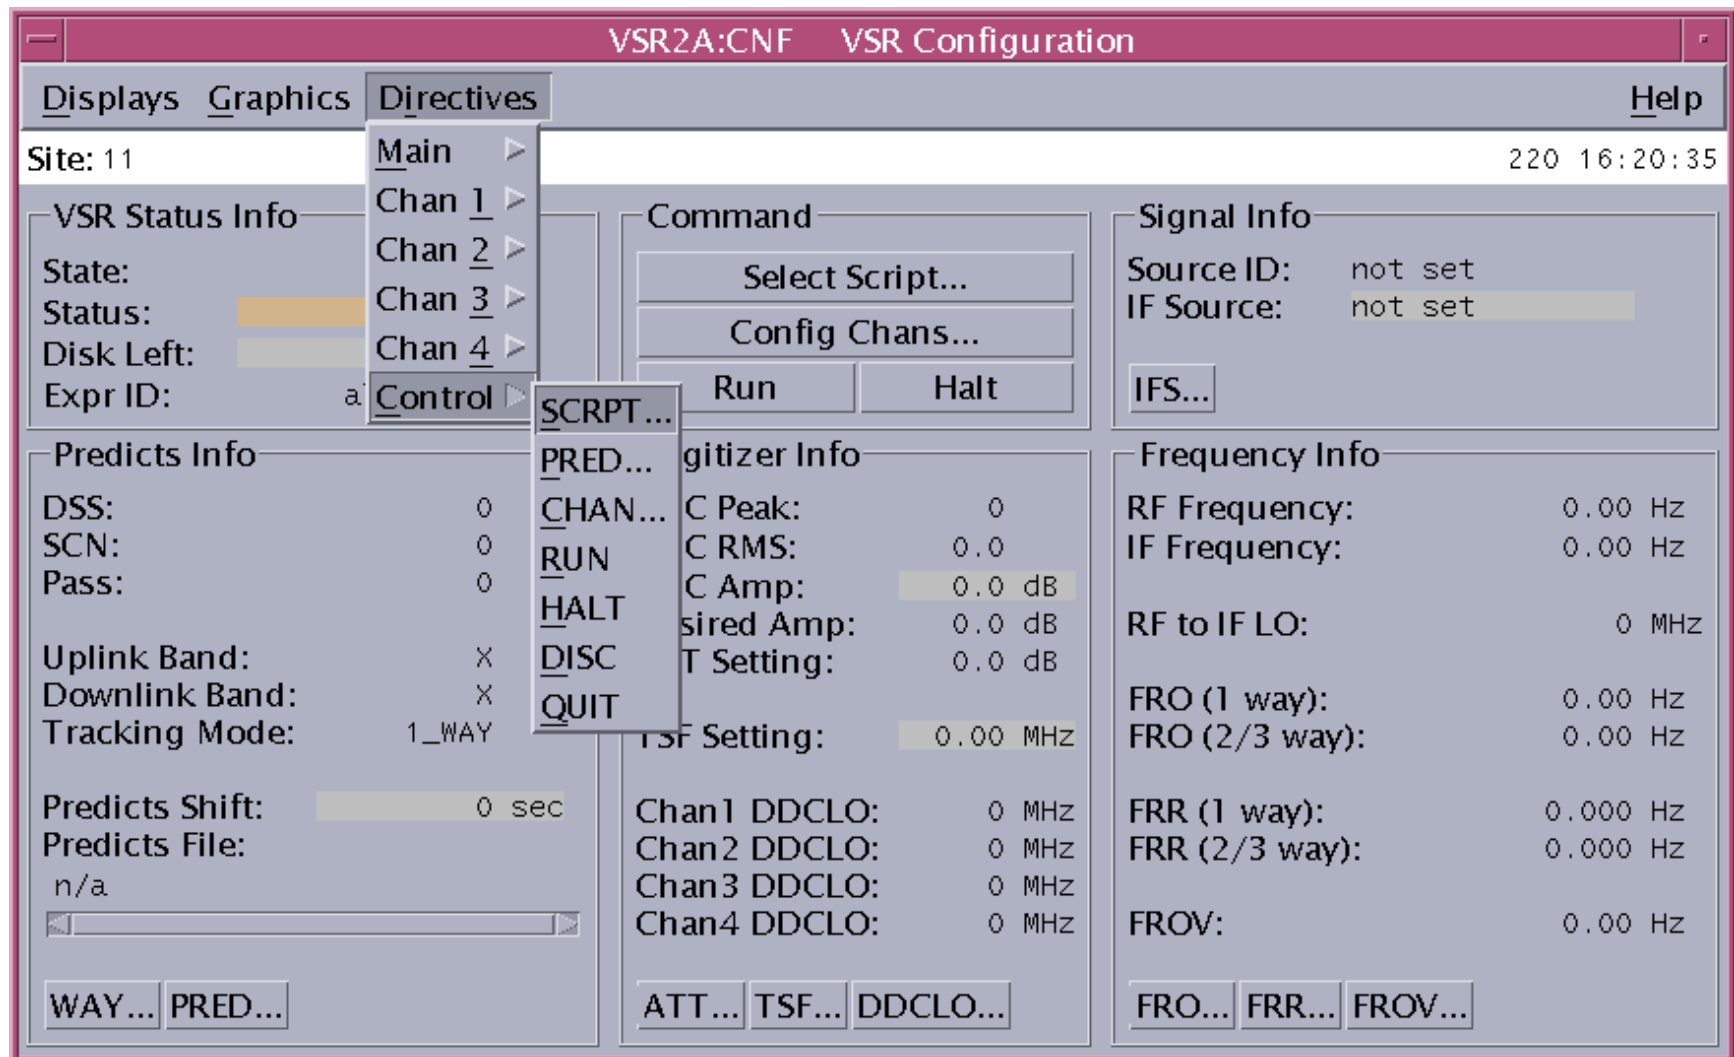 VSR2A:CNF VSR Configuration
Displays Graphics Directives Help
Site: 11 220 16:20:35
Main
Chan 1
Chan 2
Chan 3
Chan 4
Control
SCRPT...
PRED...
CHAN...
RUN
HALT
DISC
QUIT
VSR Status Info
State:
Status:
Disk Left:
Expr ID: a
Command
Select Script...
Config Chans...
Run Halt
Signal Info
Source ID: not set
IF Source: not set
IFS...
Predicts Info
DSS: 0
SCN: 0
Pass: 0
Uplink Band: X
Downlink Band: X
Tracking Mode: 1_WAY
Predicts Shift: 0 sec
Predicts File:
n/a
WAY... PRED...
gitizer Info
C Peak: 0
C RMS: 0.0
C Amp: 0.0 dB
sired Amp: 0.0 dB
T Setting: 0.0 dB
TSF Setting: 0.00 MHz
Chan1 DDCLO: 0 MHz
Chan2 DDCLO: 0 MHz
Chan3 DDCLO: 0 MHz
Chan4 DDCLO: 0 MHz
ATT... TSF... DDCLO...
Frequency Info
RF Frequency: 0.00 Hz
IF Frequency: 0.00 Hz
RF to IF LO: 0 MHz
FRO (1 way): 0.00 Hz
FRO (2/3 way): 0.00 Hz
FRR (1 way): 0.000 Hz
FRR (2/3 way): 0.000 Hz
FROV: 0.00 Hz
FRO... FRR... FROV...